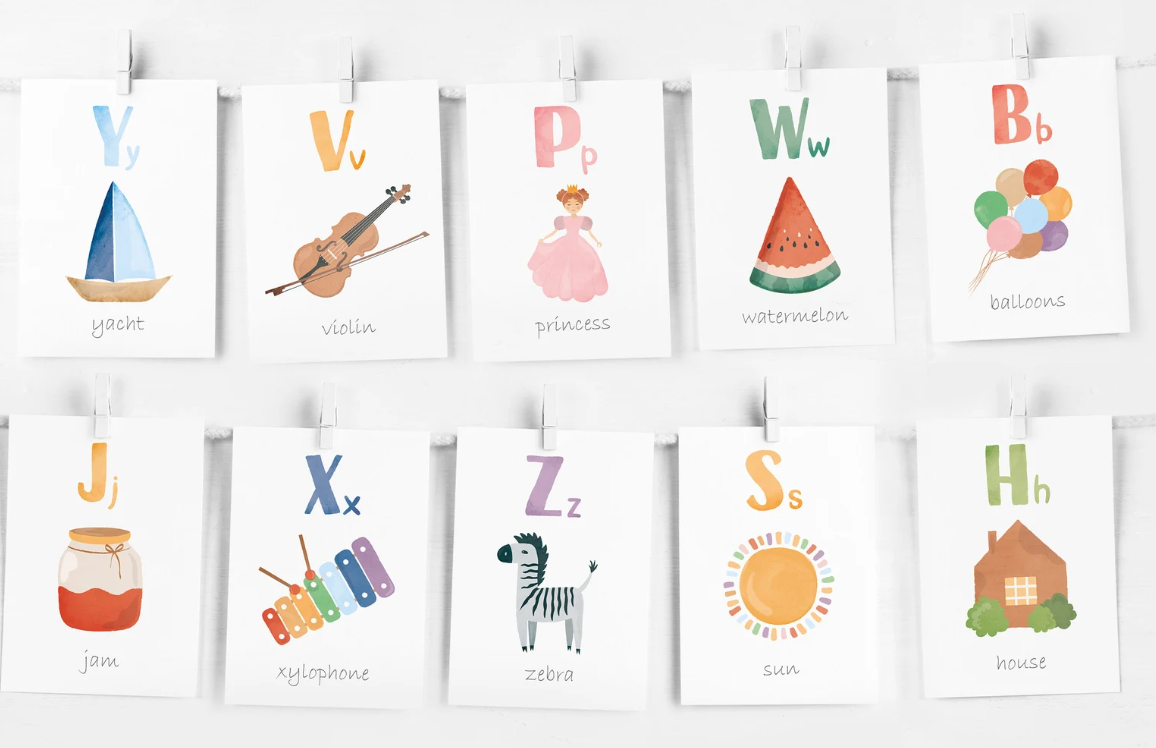 Yy
yacht
Vv
violin
Pp
princess
Ww
watermelon
Bb
balloons
Jj
jam
Xx
xylophone
Zz
zebra
Ss
sun
Hh
house